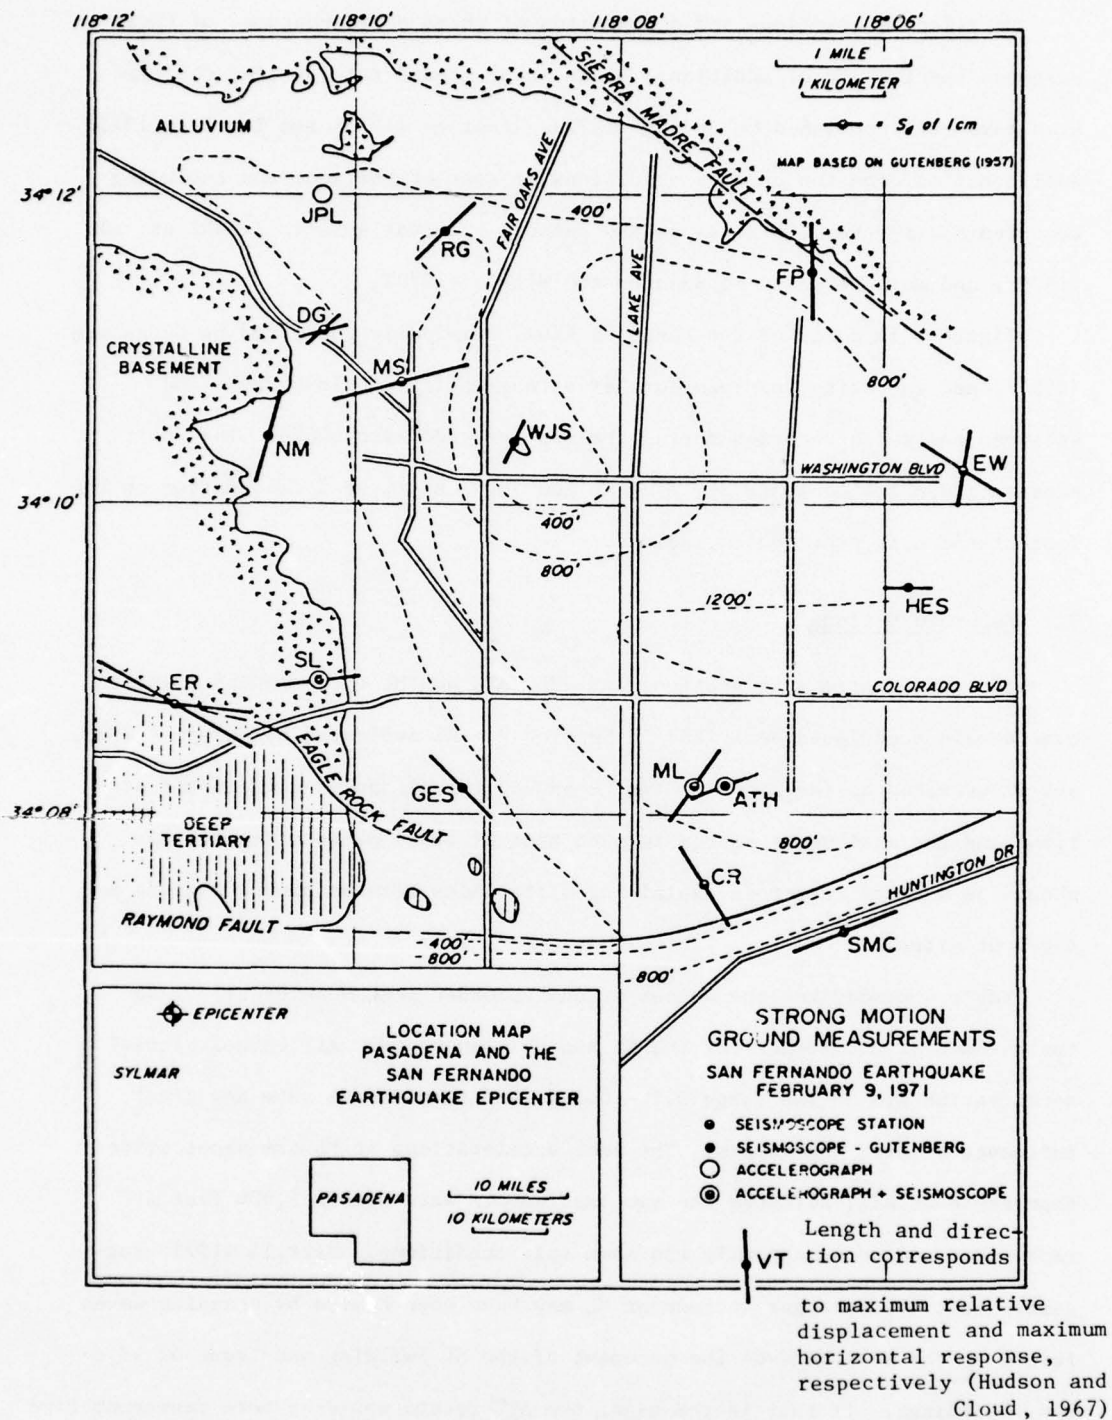 118° 12' 118° 10' 118° 08' 118° 06'
1 MILE
1 KILOMETER
= Sd of 1cm
MAP BASED ON GUTENBERG (1957)
SIERRA MADRE FAULT
ALLUVIUM
34° 12'
JPL
RG
FAIR OAKS AVE
400'
LAKE AVE
FP
DG
CRYSTALLINE
BASEMENT
MS
800'
NM
WJS
WASHINGTON BLVD
EW
34° 10'
400'
800'
1200'
HES
SL
ER
COLORADO BLVD
EAGLE ROCK FAULT
GES
ML
ATH
34° 08'
DEEP
TERTIARY
800'
CR
HUNTINGTON DR
RAYMOND FAULT
400'
800'
SMC
800'
EPICENTER
SYLMAR
LOCATION MAP
PASADENA AND THE
SAN FERNANDO
EARTHQUAKE EPICENTER
PASADENA
10 MILES
10 KILOMETERS
STRONG MOTION
GROUND MEASUREMENTS
SAN FERNANDO EARTHQUAKE
FEBRUARY 9, 1971
SEISMOSCOPE STATION
SEISMOSCOPE - GUTENBERG
ACCELEROGRAPH
ACCELEROGRAPH + SEISMOSCOPE
VT
Length and direc-
tion corresponds
to maximum relative
displacement and maximum
horizontal response,
respectively (Hudson and
Cloud, 1967)